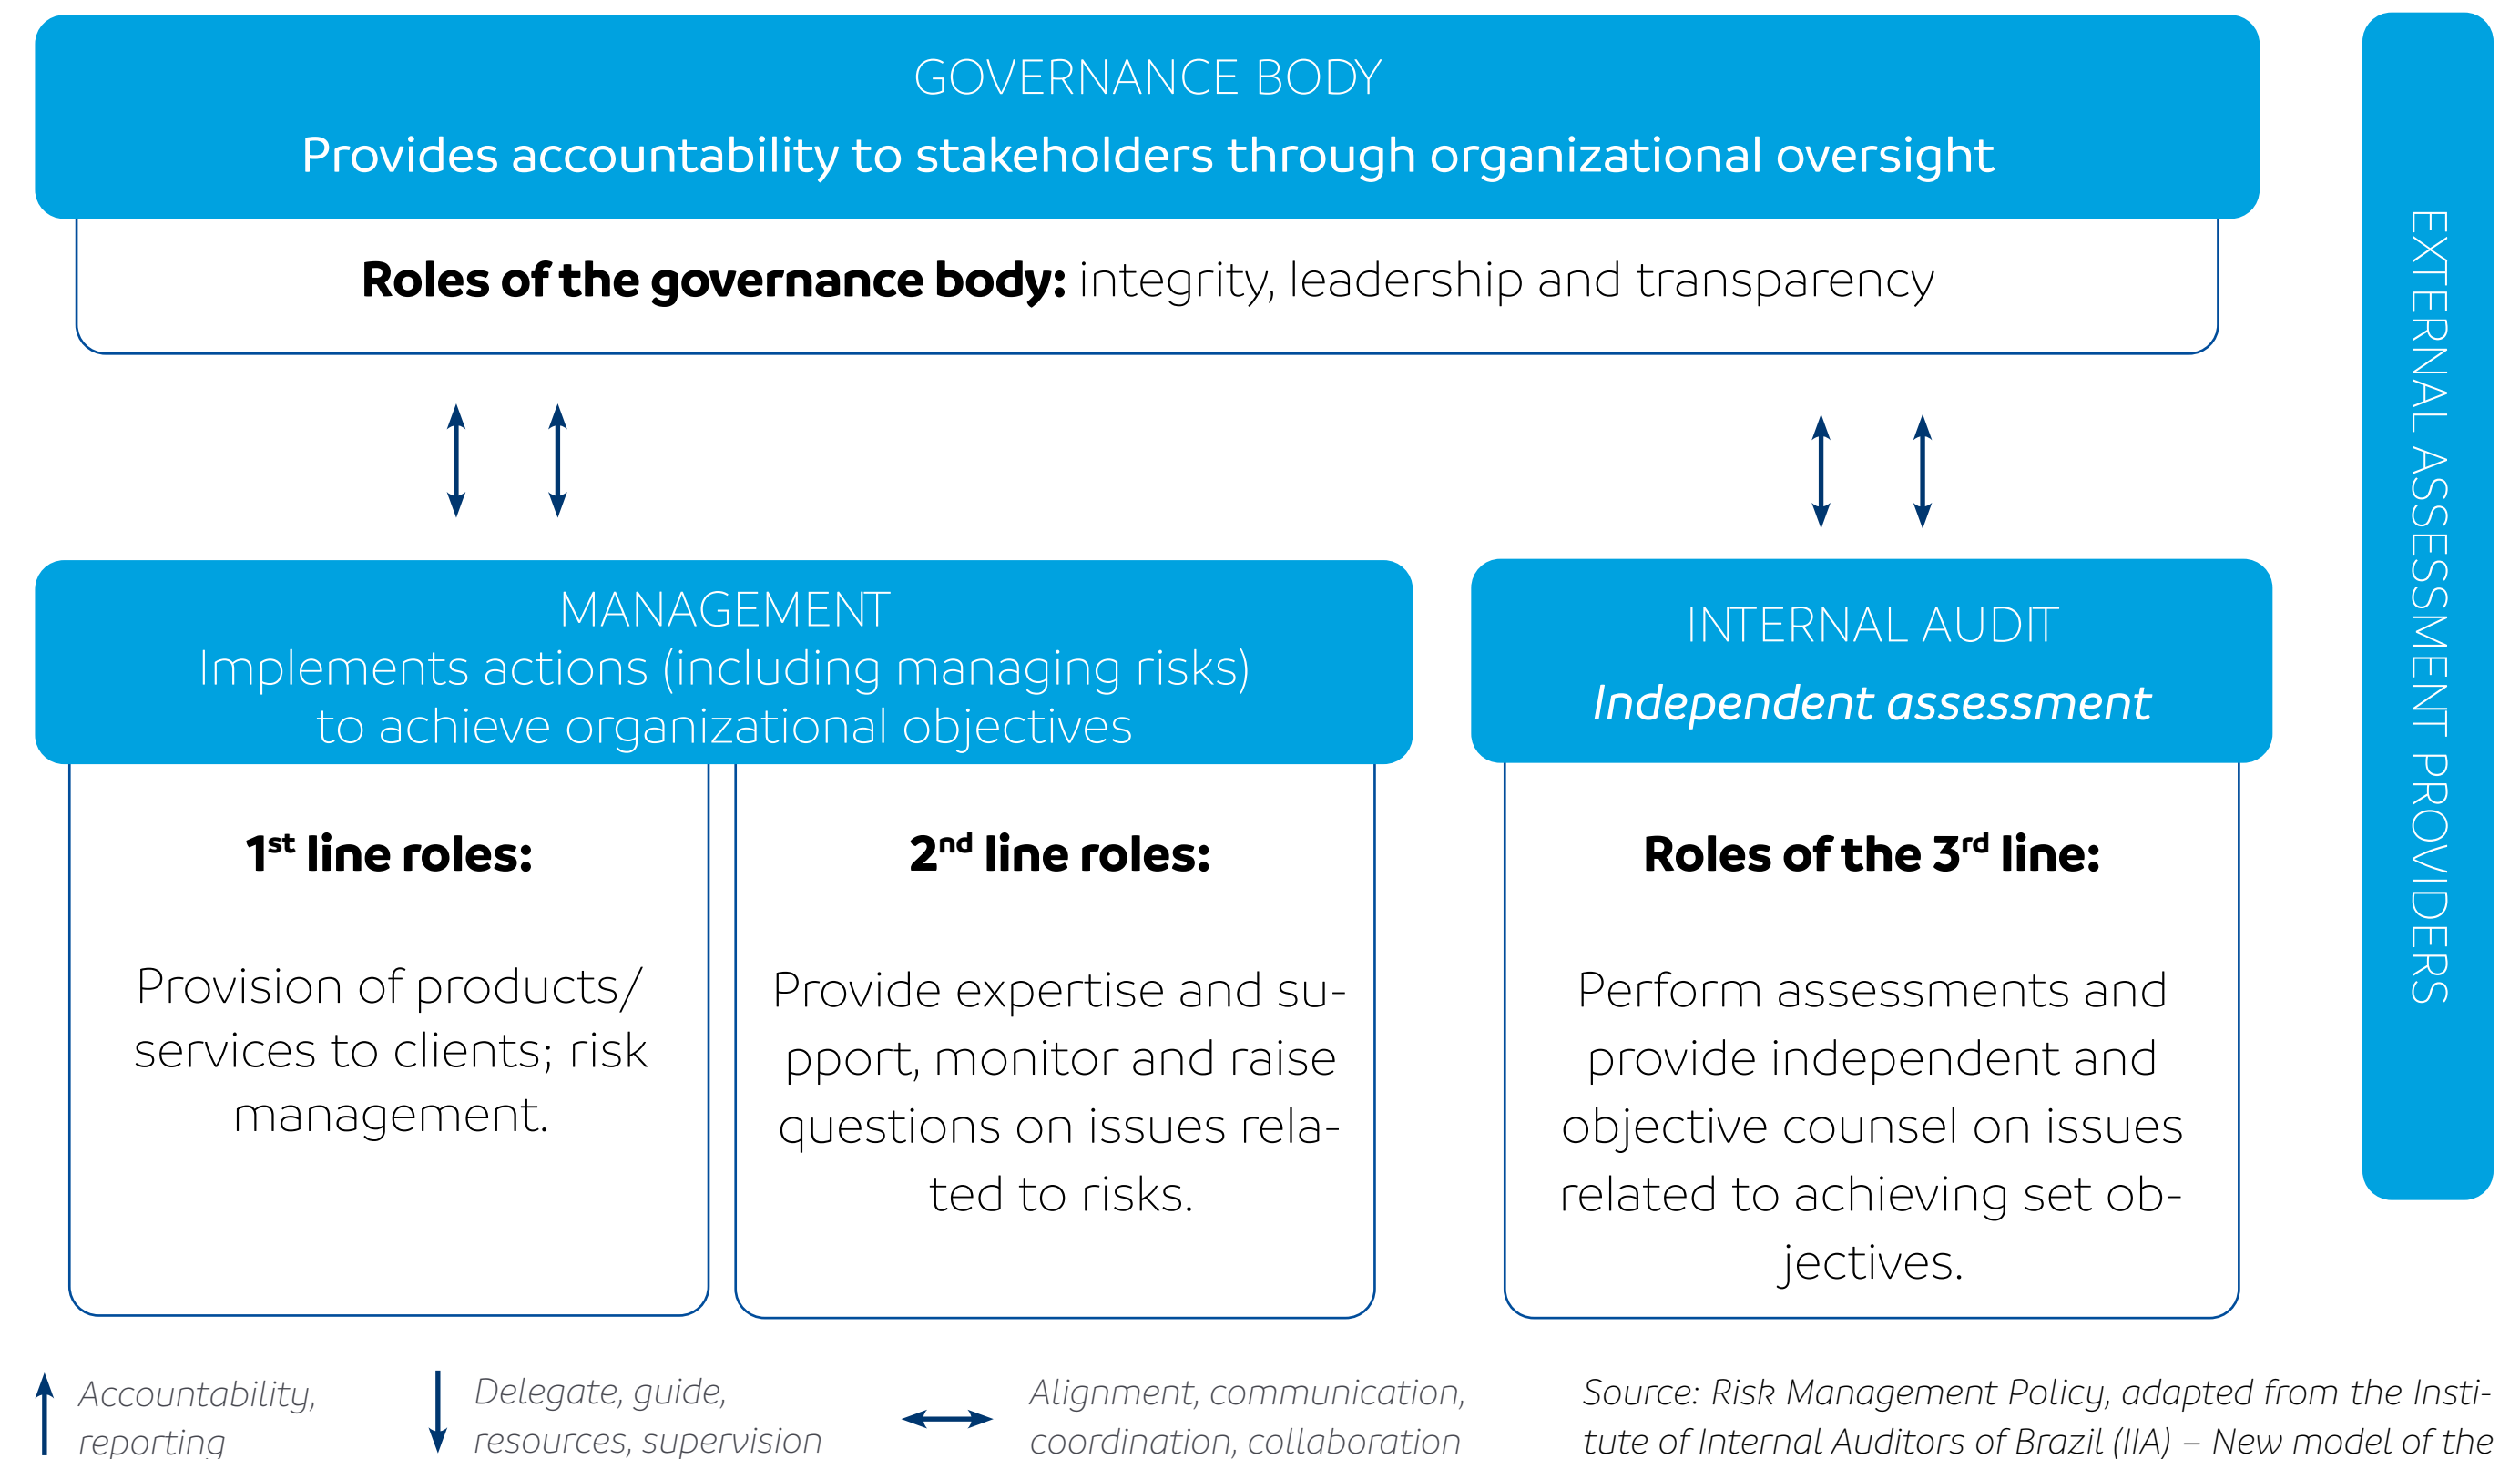 GOVERNANCE BODY
Provides accountability to stakeholders through organizational oversight
Roles of the governance body: integrity, leadership and transparency
MANAGEMENT
Implements actions (including managing risks)
to achieve organizational objectives
INTERNAL AUDIT
Independent assessment
1st line roles:
Provision of products/
services to clients; risk
management.
2nd line roles:
Provide expertise and su-
pport, monitor and raise
questions on issues rela-
ted to risks.
Roles of the 3rd line:
Perform assessments and
provide independent and
objective counsel on issues
related to achieving set ob-
jectives.
EXTERNAL ASSESSMENT PROVIDERS
Accountability,
reporting
Delegate, guide,
resources, supervision
Alignment, communication,
coordination, collaboration
Source: Risk Management Policy, adapted from the Insti-
tute of Internal Auditors of Brazil (IIA) – New model of the